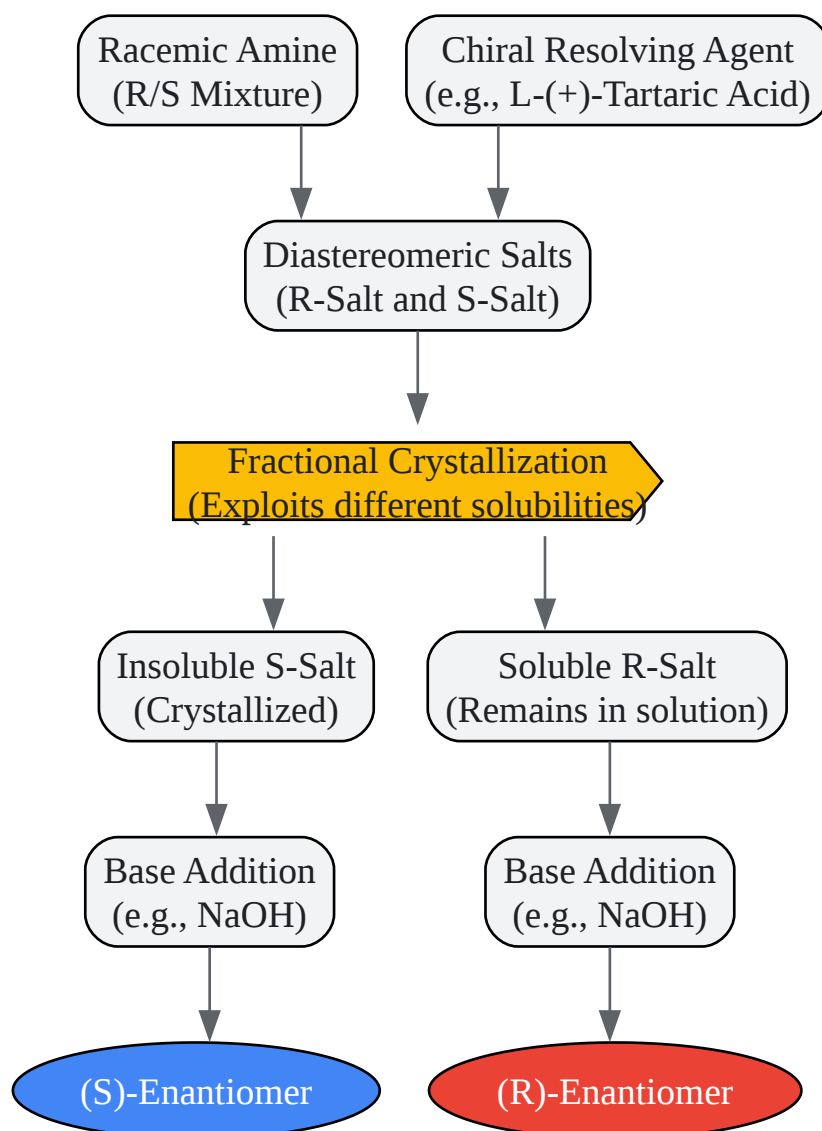 Racemic Amine
(R/S Mixture)
Chiral Resolving Agent
(e.g., L-(+)-Tartaric Acid)
Diastereomeric Salts
(R-Salt and S-Salt)
Fractional Crystallization
(Exploits different solubilities)
Insoluble S-Salt
(Crystallized)
Soluble R-Salt
(Remains in solution)
Base Addition
(e.g., NaOH)
Base Addition
(e.g., NaOH)
(S)-Enantiomer
(R)-Enantiomer